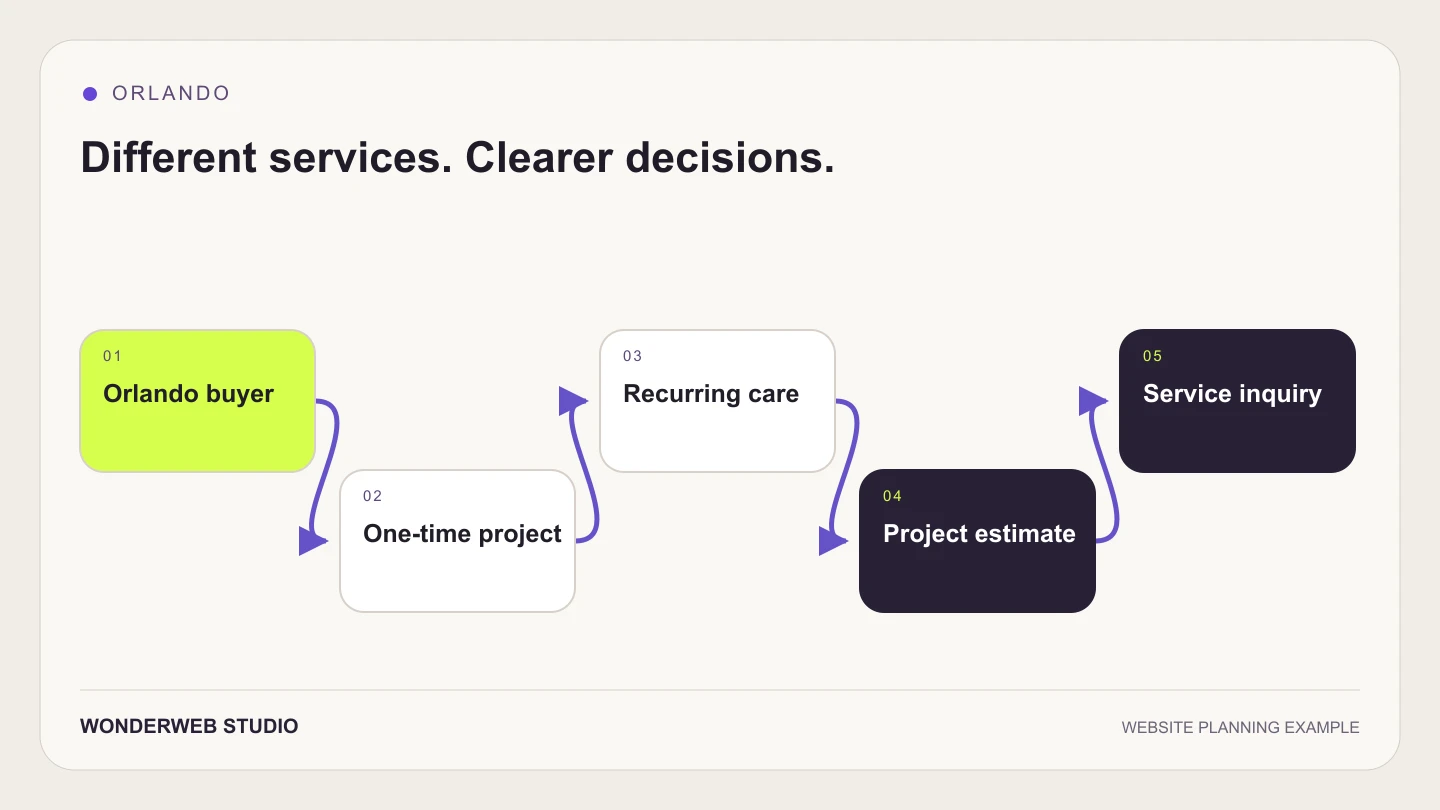 ORLANDO
Different services. Clearer decisions.
01
Orlando buyer
02
One-time project
03
Recurring care
04
Project estimate
05
Service inquiry
WONDERWEB STUDIO
WEBSITE PLANNING EXAMPLE